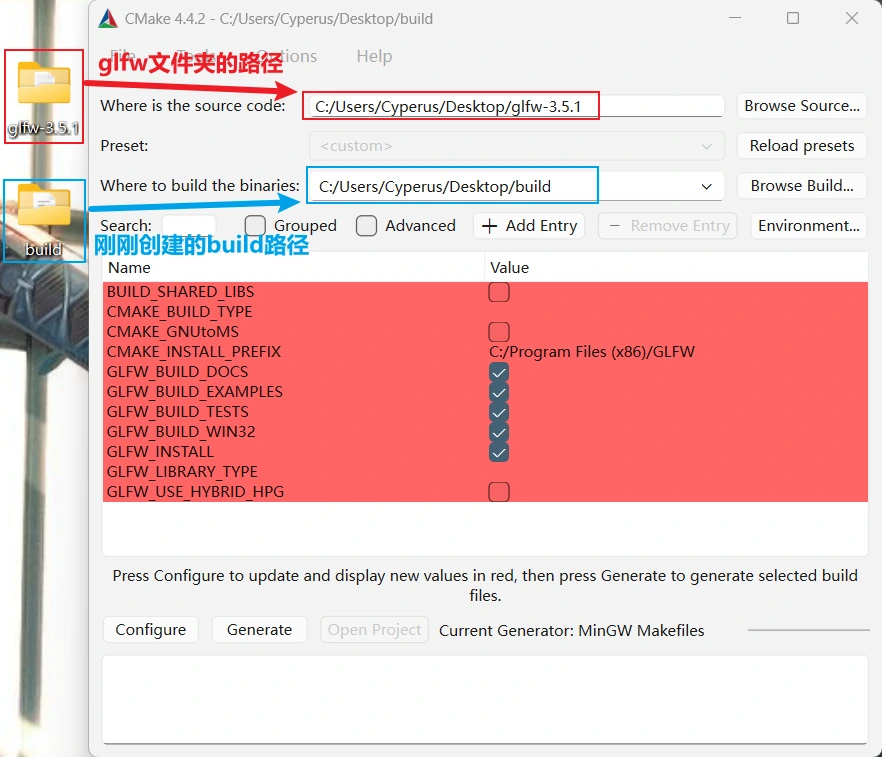 CMake 4.4.2 - C:/Users/Cyperus/Desktop/build
File Tools Options Help
glfw文件夹的路径
glfw-3.5.1
Where is the source code: C:/Users/Cyperus/Desktop/glfw-3.5.1 Browse Source...
Preset: <custom> Reload presets
Where to build the binaries: C:/Users/Cyperus/Desktop/build Browse Build...
build
Search: Grouped Advanced + Add Entry − Remove Entry Environment...
刚刚创建的build路径
Name Value
BUILD_SHARED_LIBS
CMAKE_BUILD_TYPE
CMAKE_GNUtoMS
CMAKE_INSTALL_PREFIX C:/Program Files (x86)/GLFW
GLFW_BUILD_DOCS
GLFW_BUILD_EXAMPLES
GLFW_BUILD_TESTS
GLFW_BUILD_WIN32
GLFW_INSTALL
GLFW_LIBRARY_TYPE
GLFW_USE_HYBRID_HPG
Press Configure to update and display new values in red, then press Generate to generate selected build
files.
Configure Generate Open Project Current Generator: MinGW Makefiles